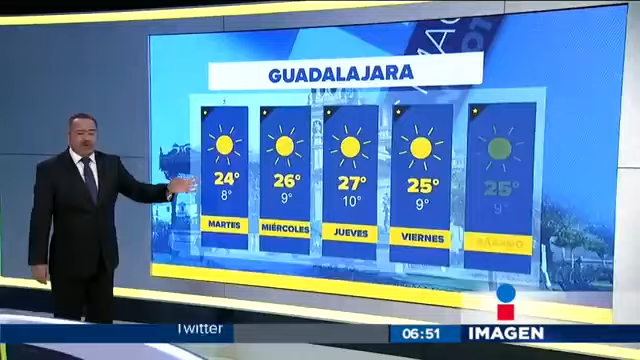 GUADALAJARA
24°
8°
MARTES
26°
9°
MIÉRCOLES
27°
10°
JUEVES
25°
9°
VIERNES
25°
9°
SÁBADO
Twitter
06:51
IMAGEN